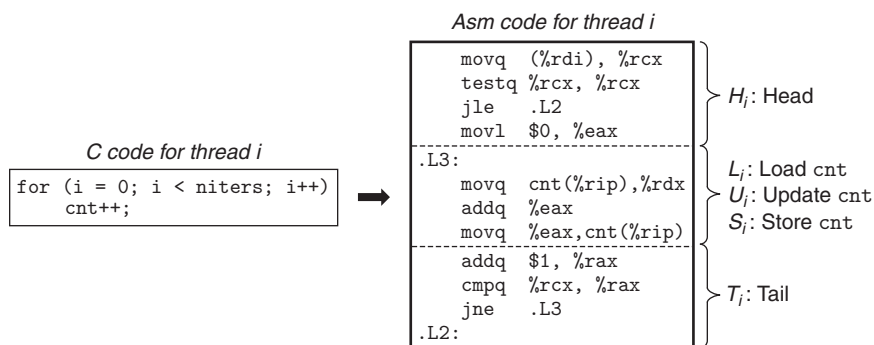 Asm code for thread i
movq (%rdi), %rcx
testq %rcx, %rcx
jle .L2
movl $0, %eax
H_i: Head
C code for thread i
for (i = 0; i < niters; i++)
cnt++;
.L3:
movq cnt(%rip),%rdx
addq %eax
movq %eax,cnt(%rip)
L_i: Load cnt
U_i: Update cnt
S_i: Store cnt
addq $1, %rax
cmpq %rcx, %rax
jne .L3
.L2:
T_i: Tail